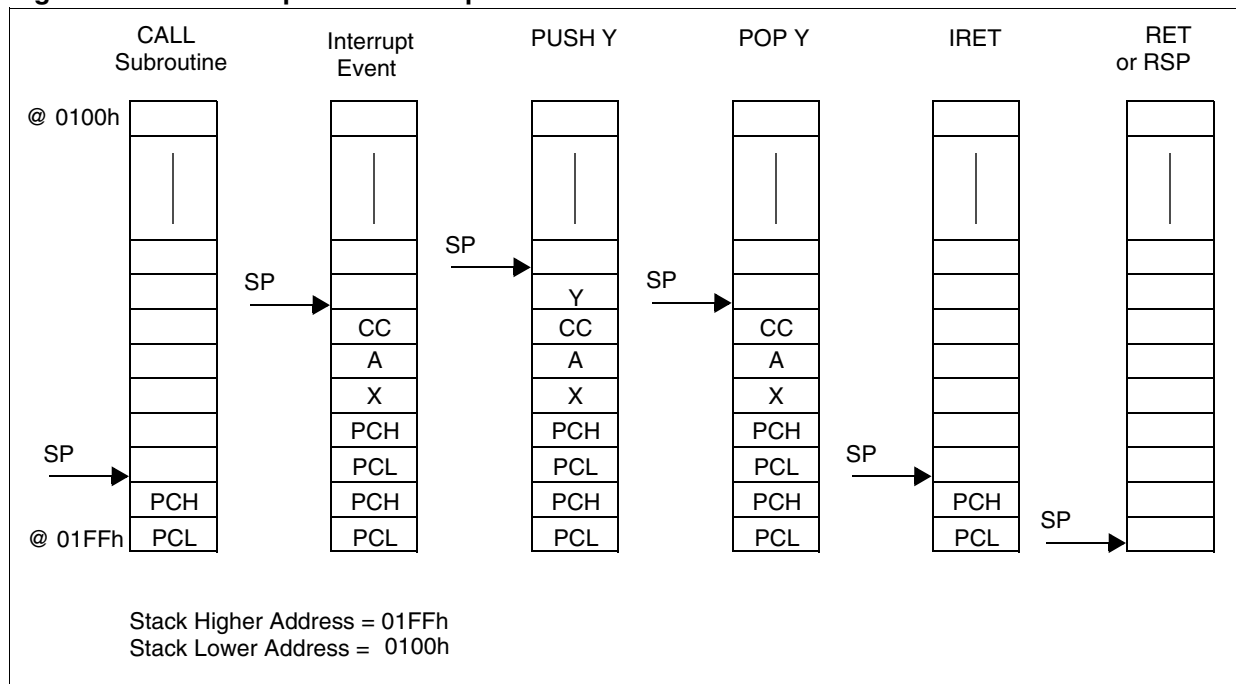 CALL Subroutine
Interrupt Event
PUSH Y
POP Y
IRET
RET or RSP
@ 0100h
SP
SP
SP
Y
CC
CC
CC
A
A
A
X
X
X
PCH
PCH
PCH
SP
SP
PCL
PCL
PCL
PCH
PCH
PCH
PCH
PCH
SP
@ 01FFh
PCL
PCL
PCL
PCL
PCL
Stack Higher Address = 01FFh
Stack Lower Address = 0100h